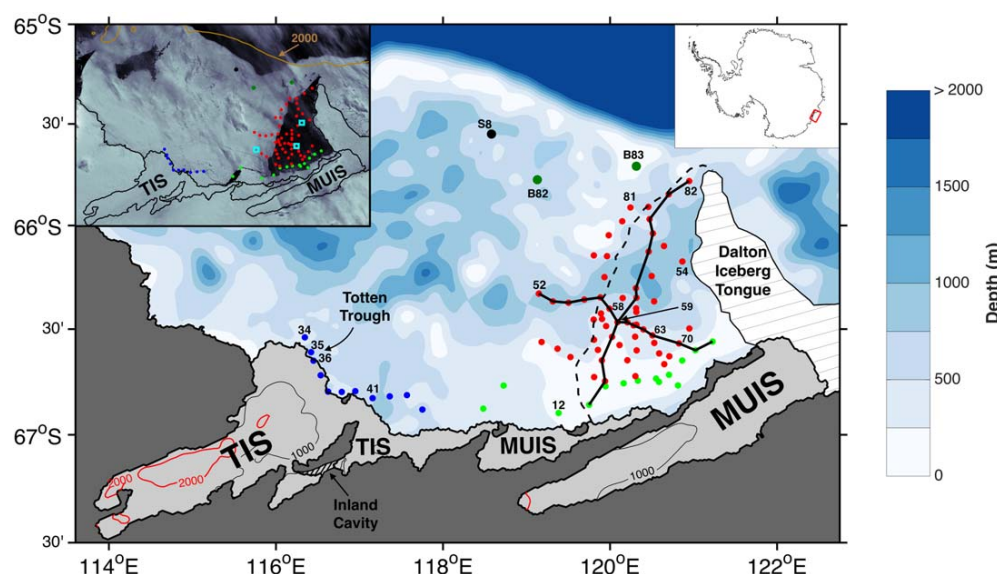 65°S
30'
66°S
30'
67°S
30'
114°E
116°E
118°E
120°E
122°E
2000
TIS
MUIS
S8
B83
B82
81
82
54
52
58
59
63
70
12
34
35
36
41
Totten
Trough
Dalton
Iceberg
Tongue
TIS
TIS
MUIS
MUIS
1000
2000
2000
1000
Inland
Cavity
> 2000
1500
1000
500
0
Depth (m)